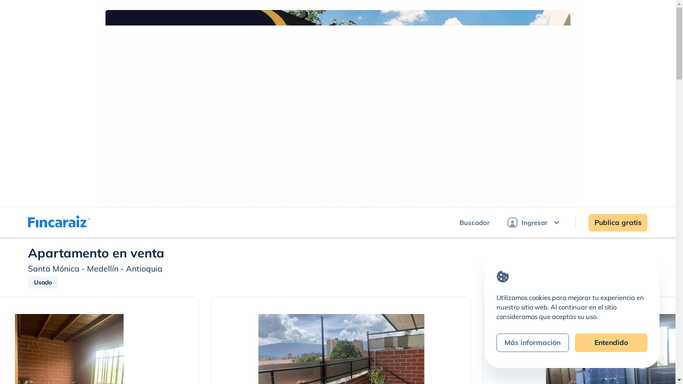 Fincaraiz
Buscador
Ingresar
Publica gratis
Apartamento en venta
Santa Mónica - Medellín - Antioquia
Usado
Utilizamos cookies para mejorar tu experiencia en
nuestro sitio web. Al continuar en el sitio
consideramos que aceptas su uso.
Más información
Entendido